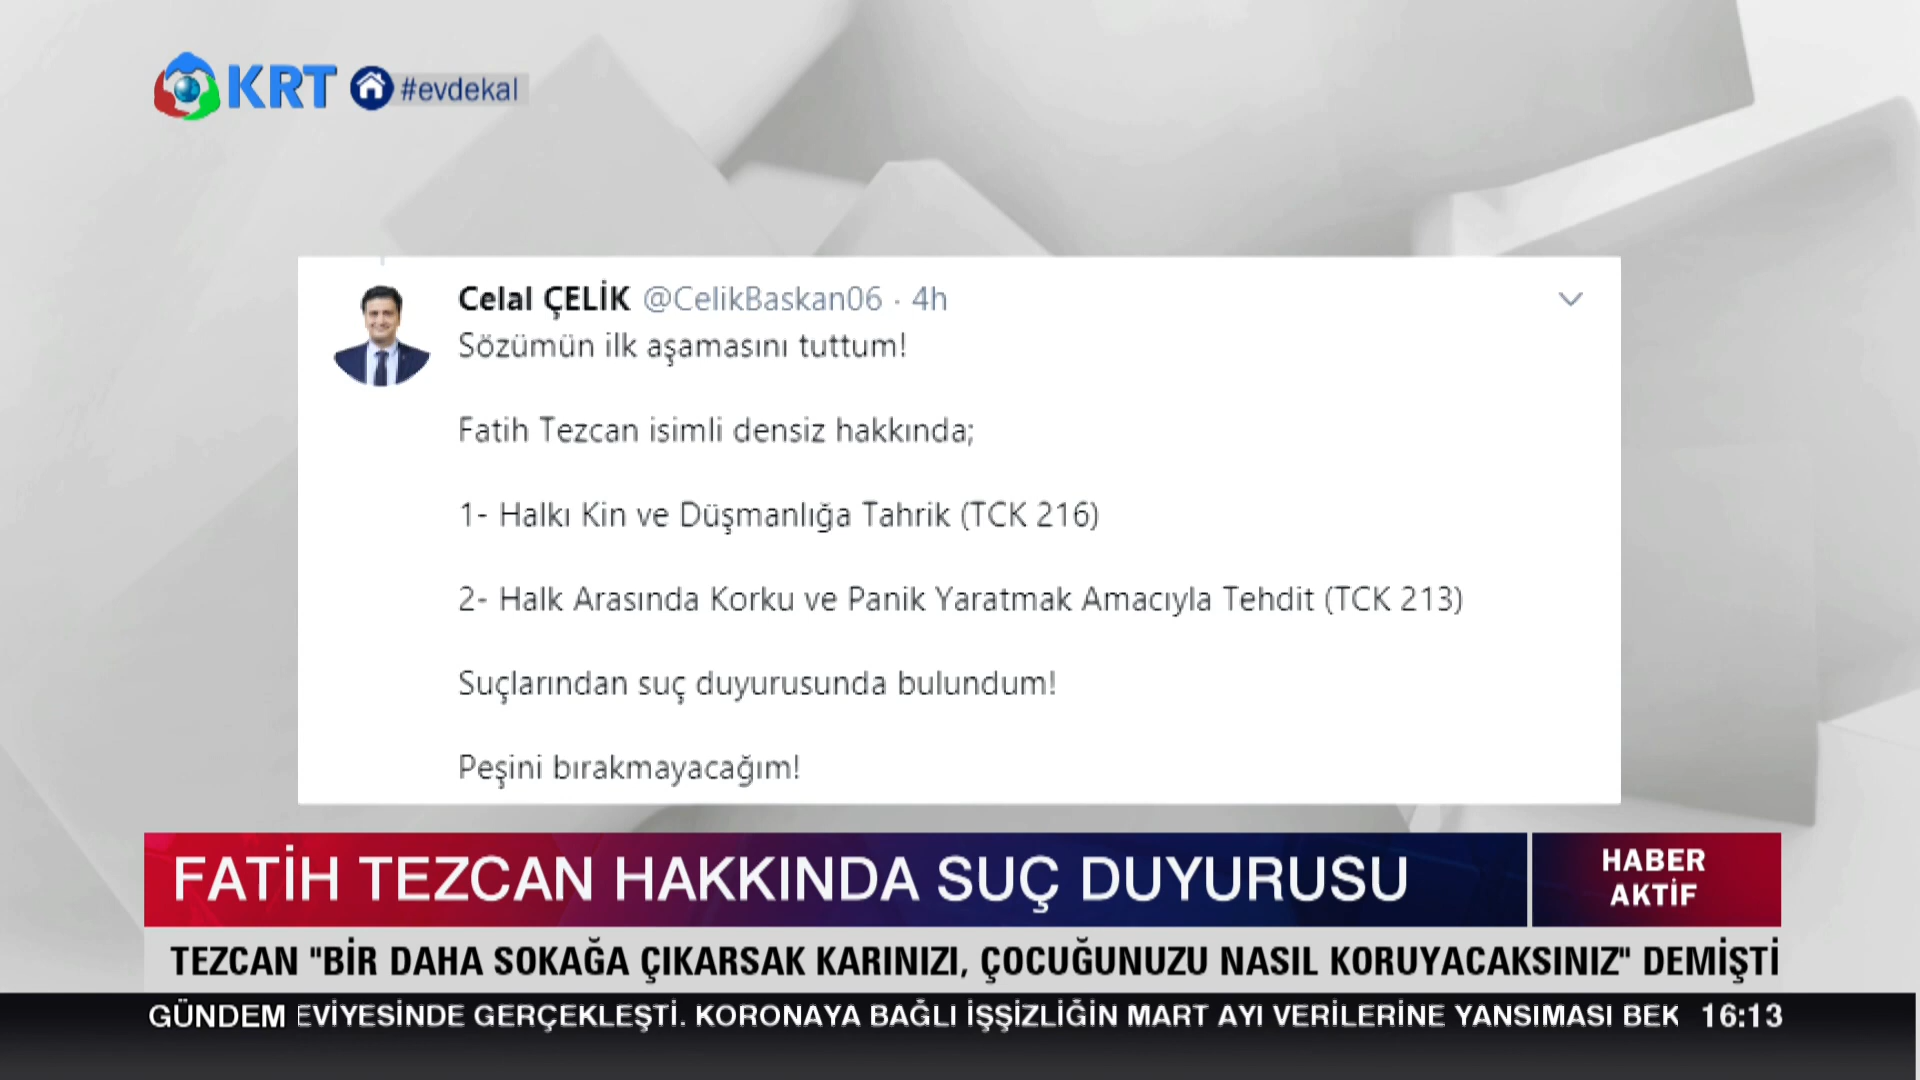 KRT #evdekal
Celal ÇELİK @CelikBaskan06 · 4h
Sözümün ilk aşamasını tuttum!
Fatih Tezcan isimli densiz hakkında;
1- Halkı Kin ve Düşmanlığa Tahrik (TCK 216)
2- Halk Arasında Korku ve Panik Yaratmak Amacıyla Tehdit (TCK 213)
Suçlarından suç duyurusunda bulundum!
Peşini bırakmayacağım!
FATİH TEZCAN HAKKINDA SUÇ DUYURUSU
HABER
AKTİF
TEZCAN "BİR DAHA SOKAĞA ÇIKARSAK KARINIZI, ÇOCUĞUNUZU NASIL KORUYACAKSINIZ" DEMİŞTİ
GÜNDEM EVİYESİNDE GERÇEKLEŞTİ. KORONAYA BAĞLI İŞSİZLİĞİN MART AYI VERİLERİNE YANSIMASI BEK 16:13